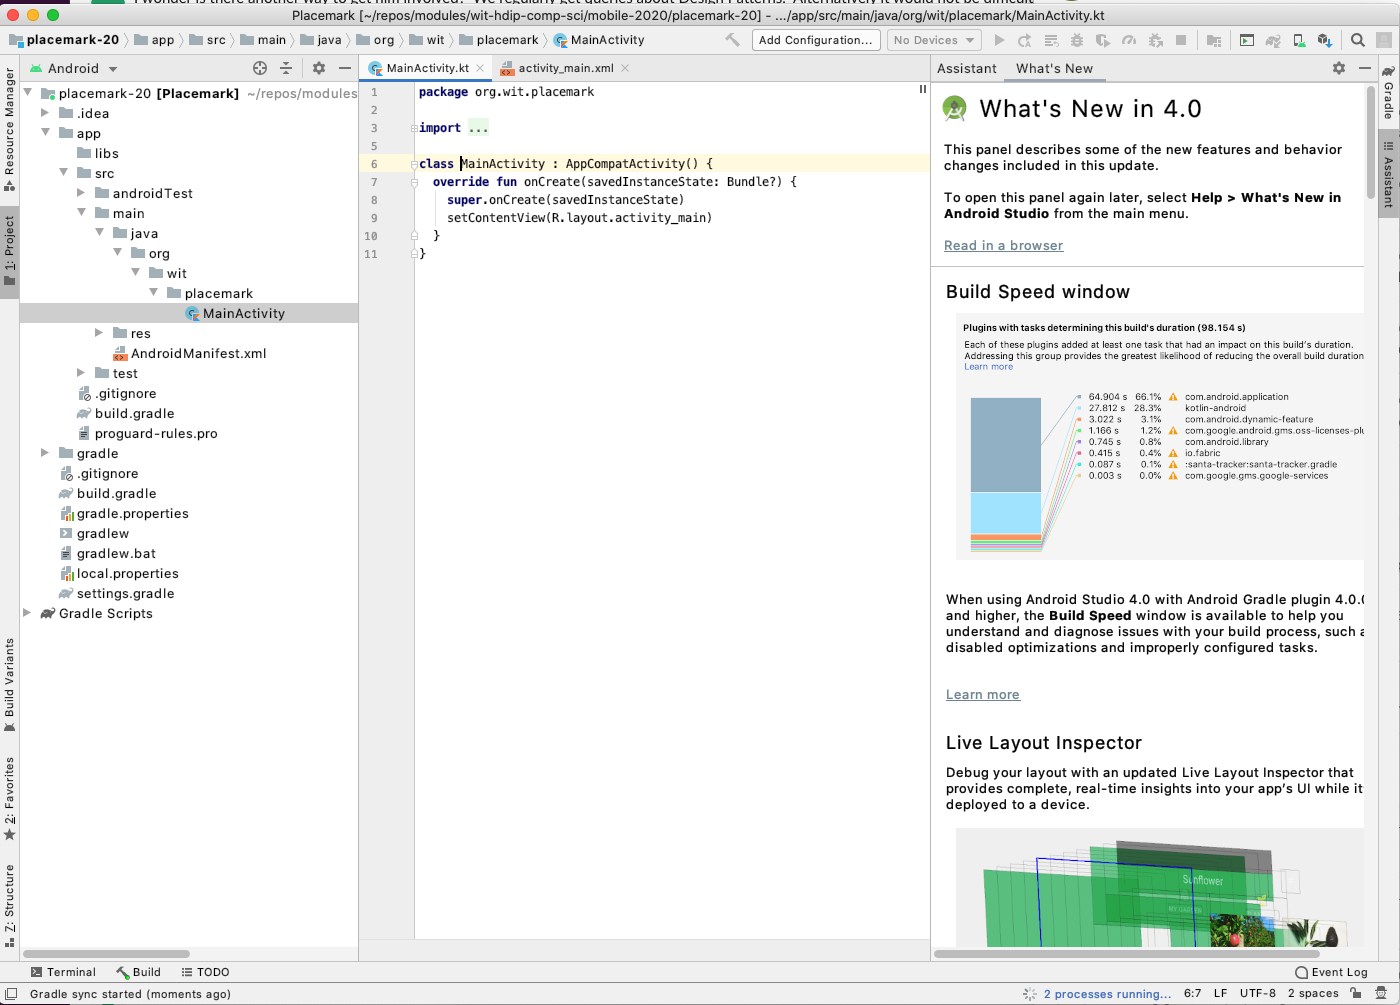 Placemark [~/repos/modules/wit-hdip-comp-sci/mobile-2020/placemark-20] – .../app/src/main/java/org/wit/placemark/MainActivity.kt
placemark-20 app src main java org wit placemark MainActivity Add Configuration... No Devices
Resource Manager
1: Project
Build Variants
2: Favorites
7: Structure
Android
placemark-20 [Placemark] ~/repos/modules
.idea
app
libs
src
androidTest
main
java
org
wit
placemark
MainActivity
res
AndroidManifest.xml
test
.gitignore
build.gradle
proguard-rules.pro
gradle
.gitignore
build.gradle
gradle.properties
gradlew
gradlew.bat
local.properties
settings.gradle
Gradle Scripts
MainActivity.kt activity_main.xml
1 package org.wit.placemark
2
3 import ...
5
6 class MainActivity : AppCompatActivity() {
7 override fun onCreate(savedInstanceState: Bundle?) {
8 super.onCreate(savedInstanceState)
9 setContentView(R.layout.activity_main)
10 }
11 }
Assistant What's New
What's New in 4.0
This panel describes some of the new features and behavior
changes included in this update.
To open this panel again later, select Help > What's New in
Android Studio from the main menu.
Read in a browser
Build Speed window
Plugins with tasks determining this build's duration (98.154 s)
Each of these plugins added at least one task that had an impact on this build's duration.
Addressing this group provides the greatest likelihood of reducing the overall build duration
Learn more
64.904 s 66.1% com.android.application
27.812 s 28.3% kotlin-android
3.022 s 3.1% com.android.dynamic-feature
1.166 s 1.2% com.google.android.gms.oss-licenses-plu
0.745 s 0.8% com.android.library
0.415 s 0.4% io.fabric
0.087 s 0.1% :santa-tracker:santa-tracker.gradle
0.003 s 0.0% com.google.gms.google-services
When using Android Studio 4.0 with Android Gradle plugin 4.0.0
and higher, the Build Speed window is available to help you
understand and diagnose issues with your build process, such a
disabled optimizations and improperly configured tasks.
Learn more
Live Layout Inspector
Debug your layout with an updated Live Layout Inspector that
provides complete, real-time insights into your app's UI while it
deployed to a device.
Sunflower
MY GARDEN
Gradle
Assistant
Terminal Build TODO Event Log
Gradle sync started (moments ago) 2 processes running... 6:7 LF UTF-8 2 spaces